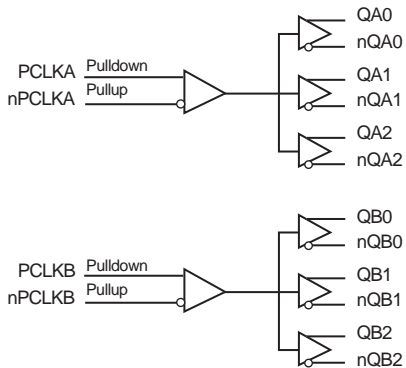 QA0
nQA0
PCLKA Pulldown
nPCLKA Pullup
QA1
nQA1
QA2
nQA2
QB0
nQB0
PCLKB Pulldown
nPCLKB Pullup
QB1
nQB1
QB2
nQB2